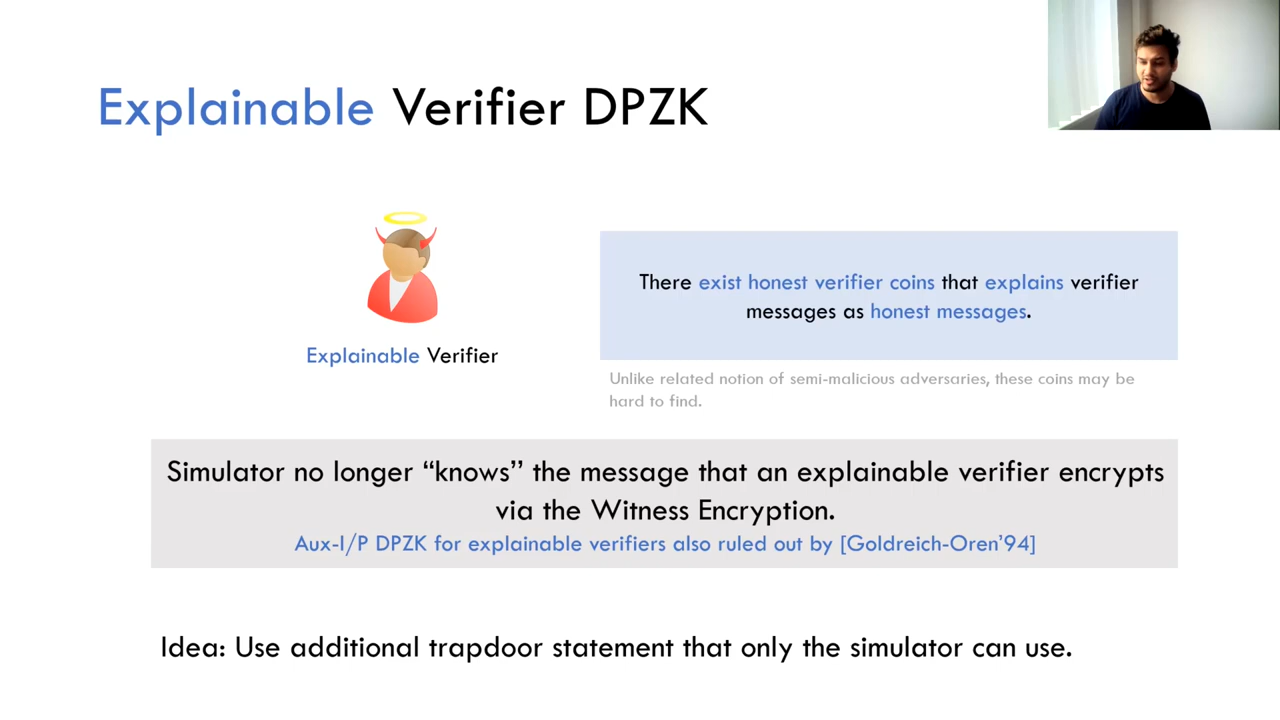 Explainable Verifier DPZK
Explainable Verifier
There exist honest verifier coins that explains verifier
messages as honest messages.
Unlike related notion of semi-malicious adversaries, these coins may be
hard to find.
Simulator no longer “knows” the message that an explainable verifier encrypts
via the Witness Encryption.
Aux-I/P DPZK for explainable verifiers also ruled out by [Goldreich-Oren’94]
Idea: Use additional trapdoor statement that only the simulator can use.